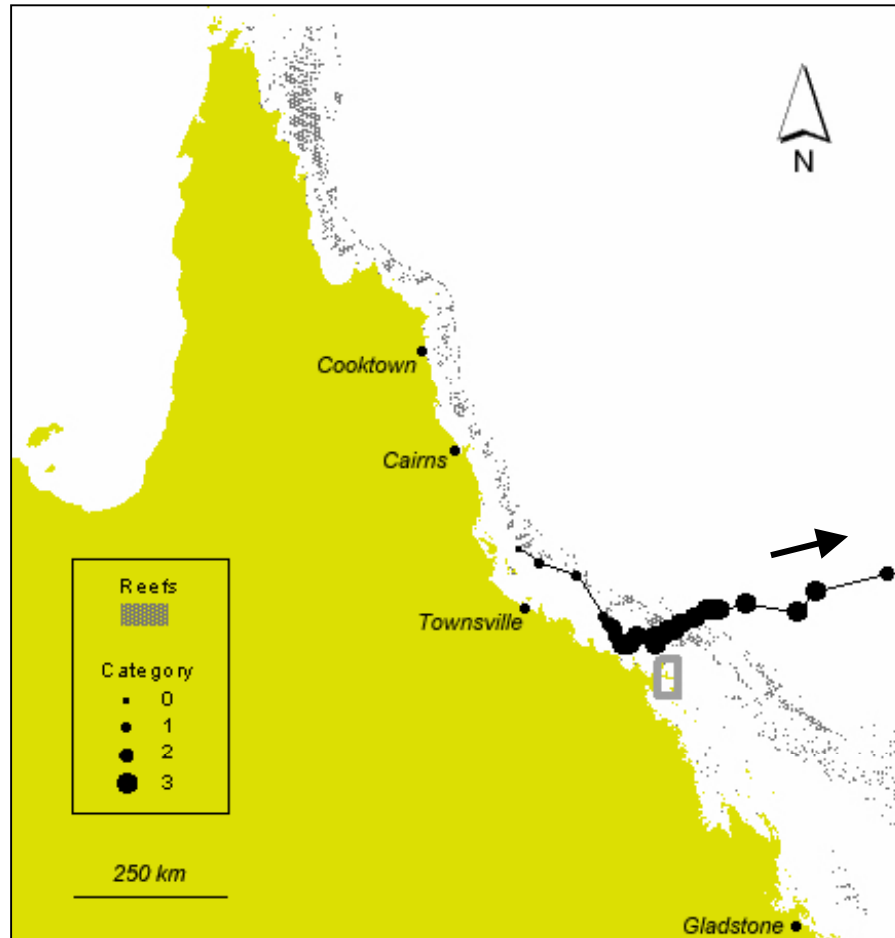 N
Cooktown
Cairns
Townsville
Reefs
Category
0
1
2
3
250 km
Gladstone